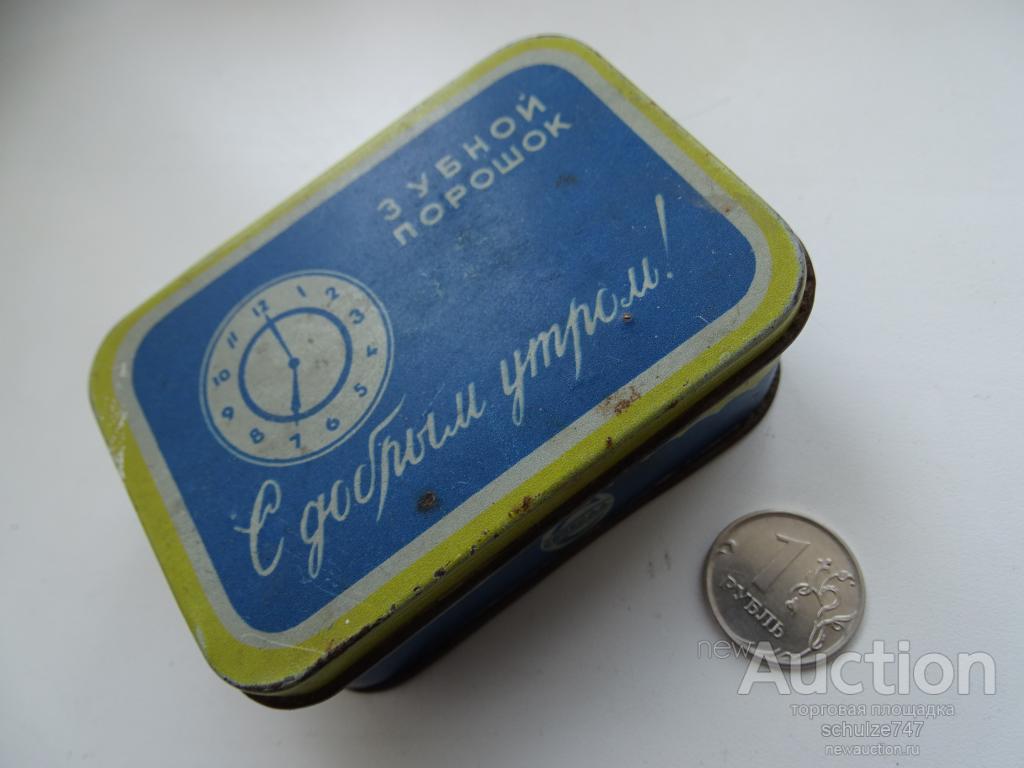 ЗУБНОЙ
ПОРОШОК
12
1
2
3
4
5
6
7
8
9
10
11
С добрым утром!
1
РУБЛЬ
newAuction
торговая площадка
schulze747
newauction.ru